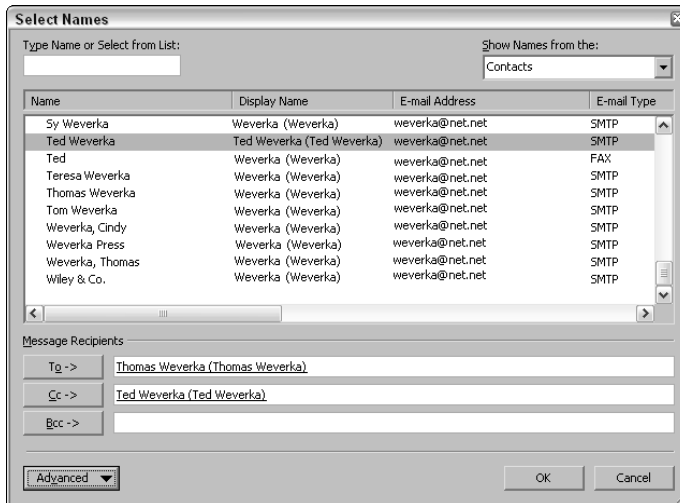 Select Names
Type Name or Select from List:
Show Names from the:
Contacts
Name Display Name E-mail Address E-mail Type
Sy Weverka Weverka (Weverka) weverka@net.net SMTP
Ted Weverka Ted Weverka (Ted Weverka) weverka@net.net SMTP
Ted Weverka (Weverka) weverka@net.net FAX
Teresa Weverka Weverka (Weverka) weverka@net.net SMTP
Thomas Weverka Weverka (Weverka) weverka@net.net SMTP
Tom Weverka Weverka (Weverka) weverka@net.net SMTP
Weverka, Cindy Weverka (Weverka) weverka@net.net SMTP
Weverka Press Weverka (Weverka) weverka@net.net SMTP
Weverka, Thomas Weverka (Weverka) weverka@net.net SMTP
Wiley & Co. Weverka (Weverka) weverka@net.net SMTP
Message Recipients
To -> Thomas Weverka (Thomas Weverka)
Cc -> Ted Weverka (Ted Weverka)
Bcc ->
Advanced OK Cancel